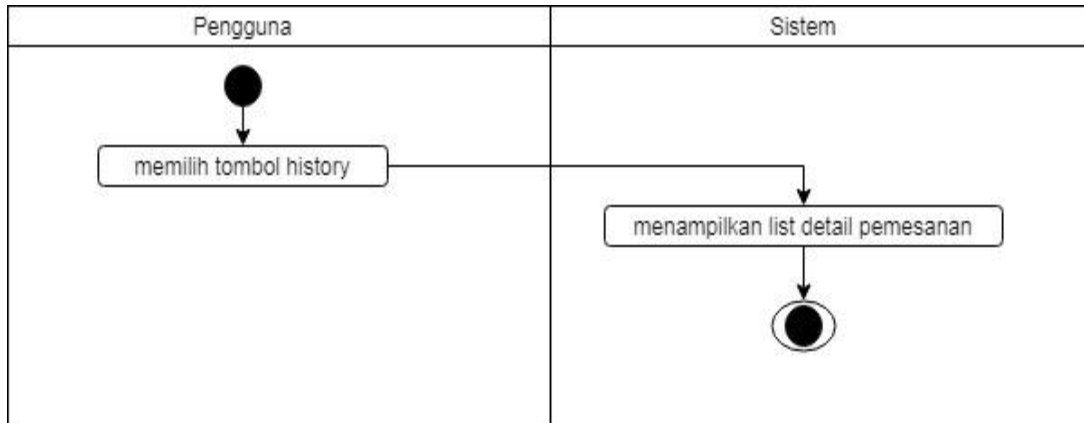 Pengguna
Sistem
memilih tombol history
menampilkan list detail pemesanan